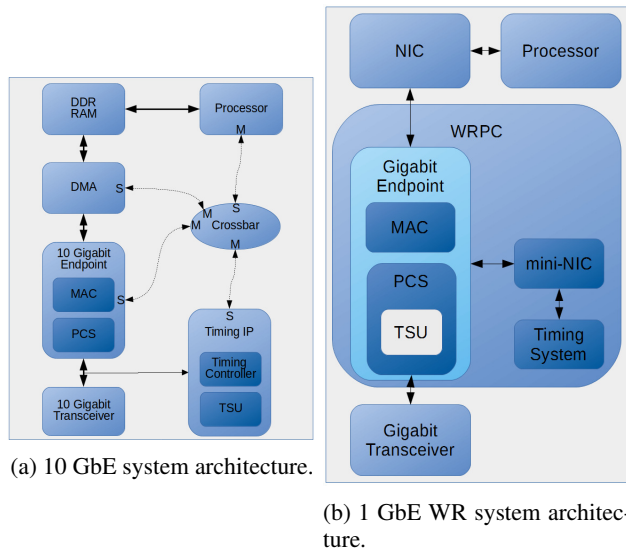 DDR
RAM
Processor
M
DMA
S
S
M
Crossbar
M
M
10 Gigabit
Endpoint
MAC
S
PCS
S
Timing IP
Timing
Controller
TSU
10 Gigabit
Transceiver
(a) 10 GbE system architecture.
NIC
Processor
WRPC
Gigabit
Endpoint
MAC
PCS
TSU
mini-NIC
Timing
System
Gigabit
Transceiver
(b) 1 GbE WR system architec-
ture.